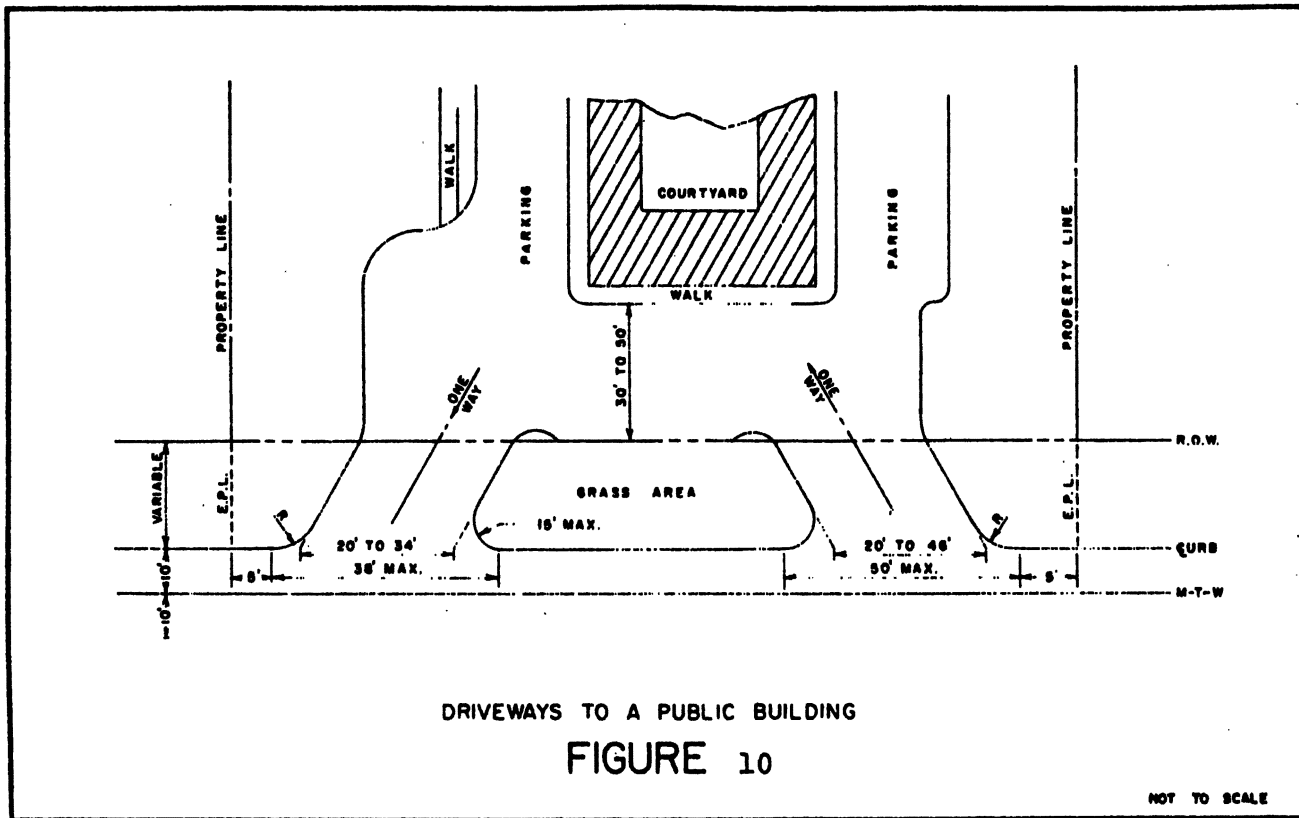 WALK
PARKING
COURTYARD
PARKING
PROPERTY LINE
PROPERTY LINE
WALK
30' TO 50'
ONE WAY
ONE WAY
R.O.W.
VARIABLE
E.P.L.
GRASS AREA
E.P.L.
R
15' MAX.
R
20' TO 34'
20' TO 46'
CURB
10'
5'
38' MAX.
50' MAX.
5'
M-T-W
10'
DRIVEWAYS TO A PUBLIC BUILDING
FIGURE 10
NOT TO SCALE